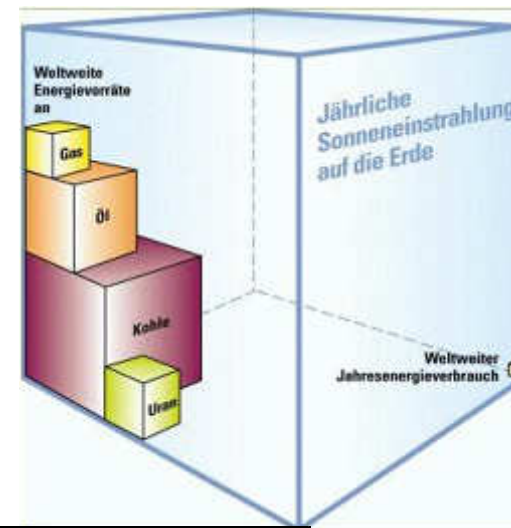 Weltweite
Energievorräte
an
Gas
Öl
Kohle
Uran
Jährliche
Sonneneinstrahlung
auf die Erde
Weltweiter
Jahresenergieverbrauch